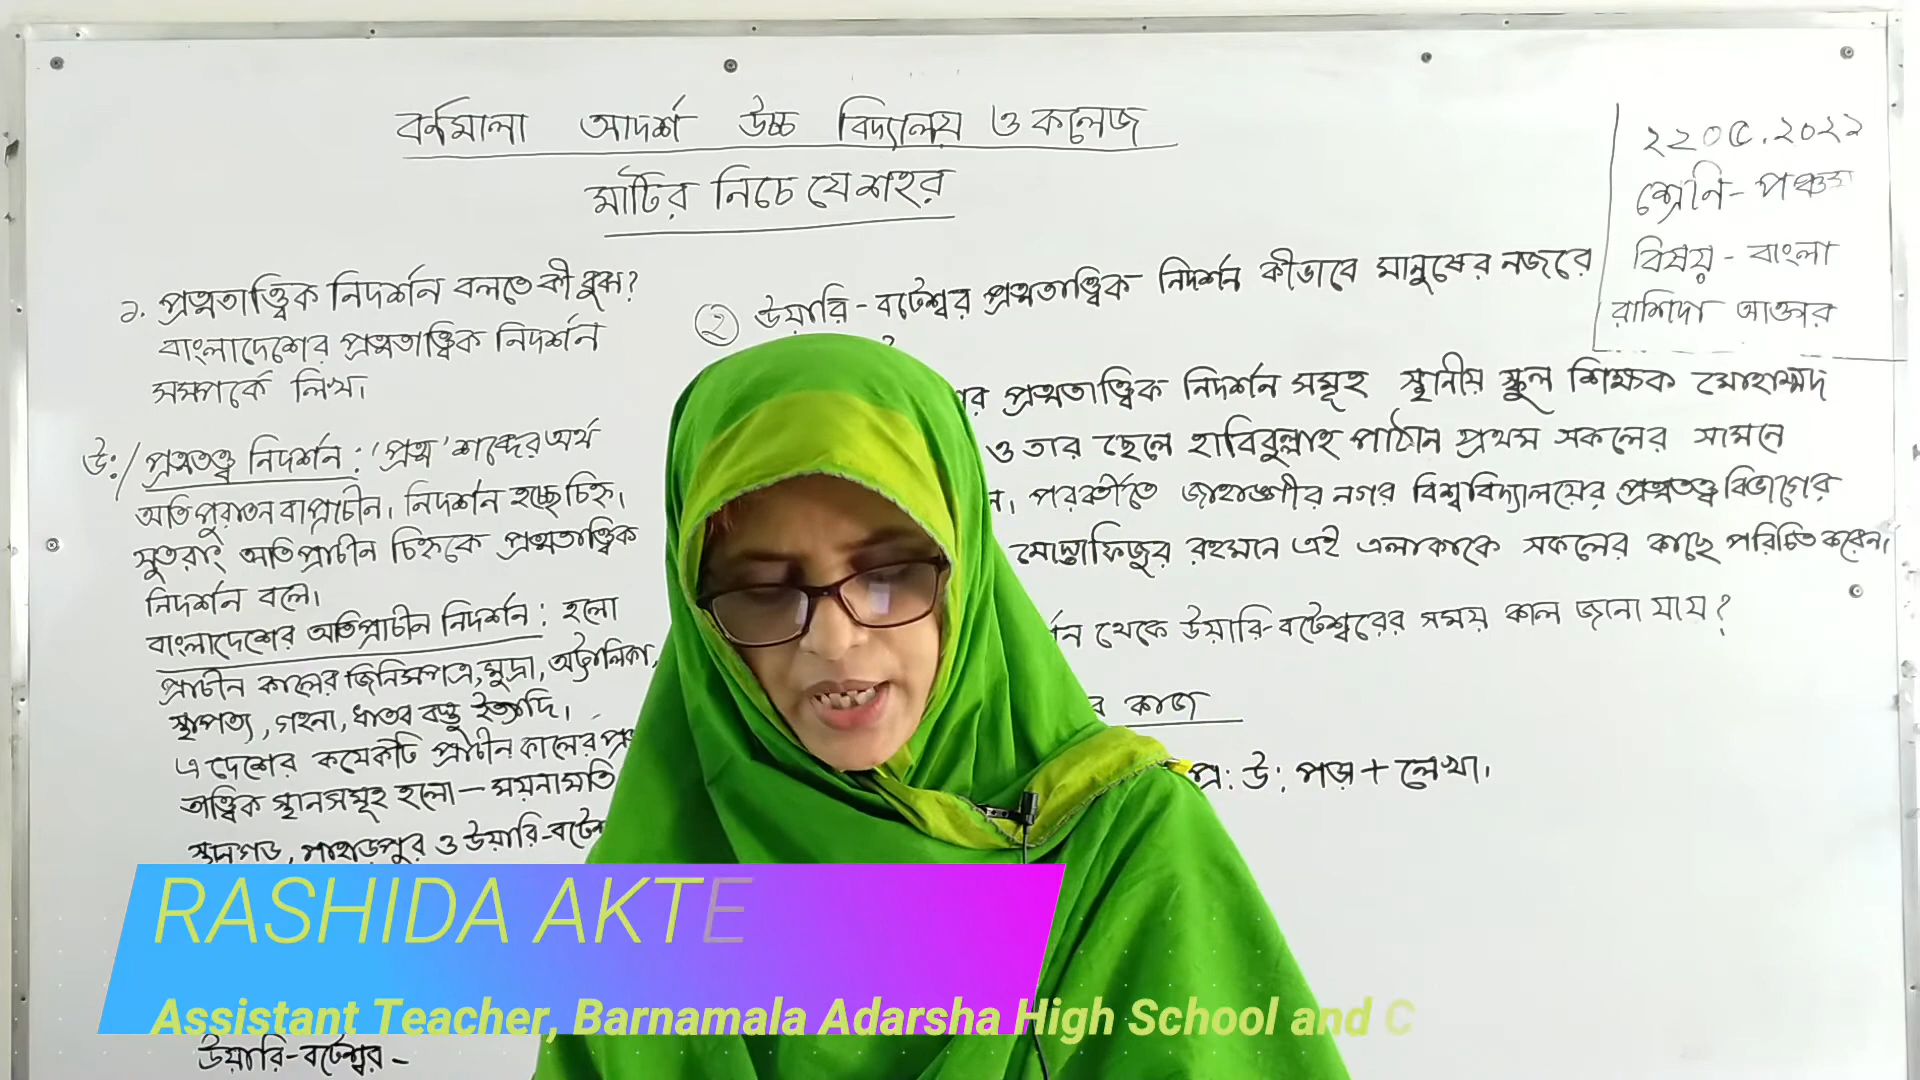 বর্ণমালা আদর্শ উচ্চ বিদ্যালয় ও কলেজ
মাটির নিচে যে শহর
২২০৫.২০২১
শ্রেনি - পঞ্চম
বিষয় - বাংলা
রাশিদা আক্তার
১. প্রত্নতাত্ত্বিক নিদর্শন বলতে কী বুঝ?
বাংলাদেশের প্রত্নতাত্ত্বিক নিদর্শন
সম্পর্কে লিখ।
উ:/ প্রত্নতত্ত্ব নিদর্শন : 'প্রত্ন' শব্দের অর্থ
অতি পুরাতন বা প্রাচীন। নিদর্শন হচ্ছে চিহ্ন।
সুতরাং অতিপ্রাচীন চিহ্নকে প্রত্নতাত্ত্বিক
নিদর্শন বলে।
বাংলাদেশের অতিপ্রাচীন নিদর্শন : হলো
প্রাচীন কালের জিনিসপাত্র, মুদ্রা, অট্টালিকা,
স্থাপত্য, গহনা, ধাতব বস্তু ইত্যাদি।
এ দেশের কয়েকটি প্রাচীন কালের প্রত্ন
তাত্ত্বিক স্থানসমূহ হলো — ময়নামতি
পাহাড়পুর ও উয়ারি-বটেশ্ব
উয়ারি-বটেশ্বর -
২ উয়ারি - বটেশ্বর প্রত্নতাত্ত্বিক নিদর্শন কীভাবে মানুষের নজরে
?
র প্রত্নতাত্ত্বিক নিদর্শন সমূহ স্থানীয় স্কুল শিক্ষক মোহাম্মদ
ও তার ছেলে হাবিবুল্লাহ পাঠান প্রথম সকলের সামনে
ন। পরবর্তীতে জাহাঙ্গীর নগর বিশ্ববিদ্যালয়ের প্রত্নতত্ত্ব বিভাগের
মোস্তাফিজুর রহমান এই এলাকাকে সকলের কাছে পরিচিত করেন।
র্শন থেকে উয়ারি-বটেশ্বরের সময় কাল জানা যায়?
র কাজ
প্র: উ: পড়া + লেখা।
RASHIDA AKTE
Assistant Teacher, Barnamala Adarsha High School and C